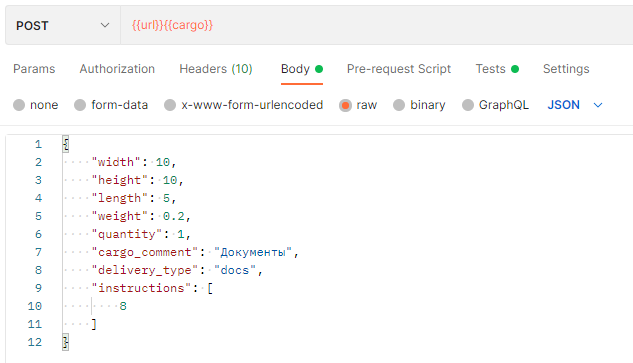 POST {{url}}{{cargo}}
Params Authorization Headers (10) Body Pre-request Script Tests Settings
none form-data x-www-form-urlencoded raw binary GraphQL JSON
1 {
2 "width": 10,
3 "height": 10,
4 "length": 5,
5 "weight": 0.2,
6 "quantity": 1,
7 "cargo_comment": "Документы",
8 "delivery_type": "docs",
9 "instructions": [
10 8
11 ]
12 }